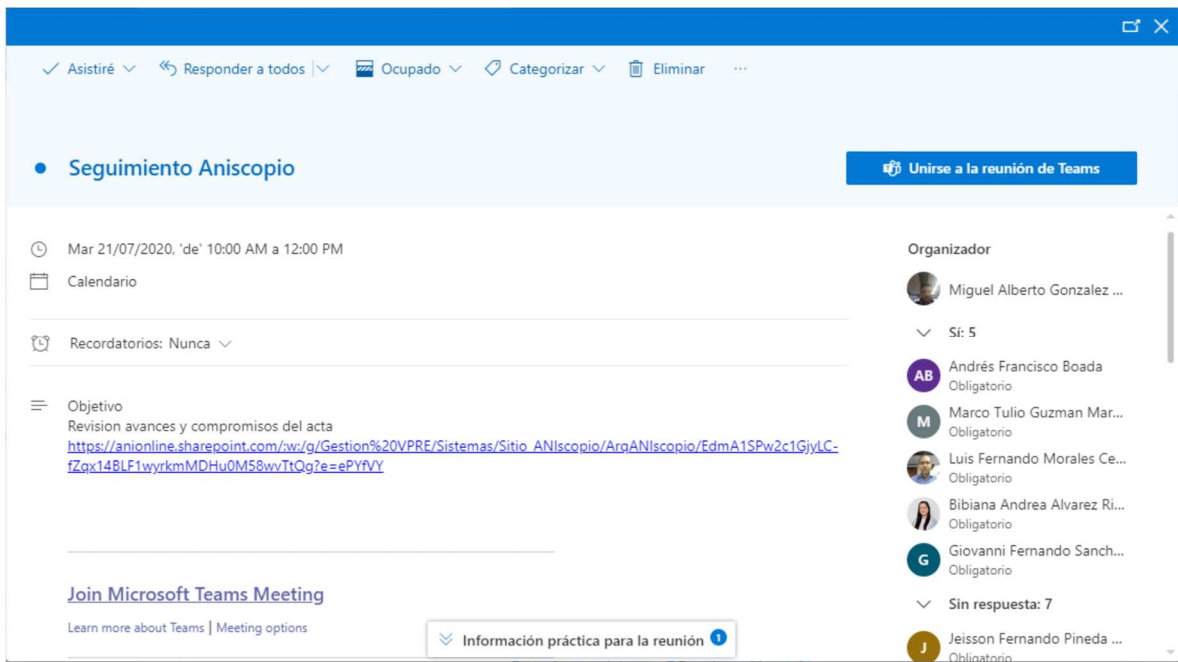 Asistiré
Responder a todos
Ocupado
Categorizar
Eliminar
...
Seguimiento Aniscopio
Unirse a la reunión de Teams
Mar 21/07/2020, 'de' 10:00 AM a 12:00 PM
Calendario
Recordatorios: Nunca
Objetivo
Revision avances y compromisos del acta
https://anionline.sharepoint.com/:w:/g/Gestion%20VPRE/Sistemas/Sitio_ANIscopio/ArqANIscopio/EdmA1SPw2c1GjyLC-
fZqx14BLF1wyrkmMDHu0M58wvTtQg?e=ePYfVY
Join Microsoft Teams Meeting
Learn more about Teams | Meeting options
Información práctica para la reunión 1
Organizador
Miguel Alberto Gonzalez ...
Sí: 5
AB
Andrés Francisco Boada
Obligatorio
M
Marco Tulio Guzman Mar...
Obligatorio
Luis Fernando Morales Ce...
Obligatorio
Bibiana Andrea Alvarez Ri...
Obligatorio
G
Giovanni Fernando Sanch...
Obligatorio
Sin respuesta: 7
J
Jeisson Fernando Pineda ...
Obligatorio